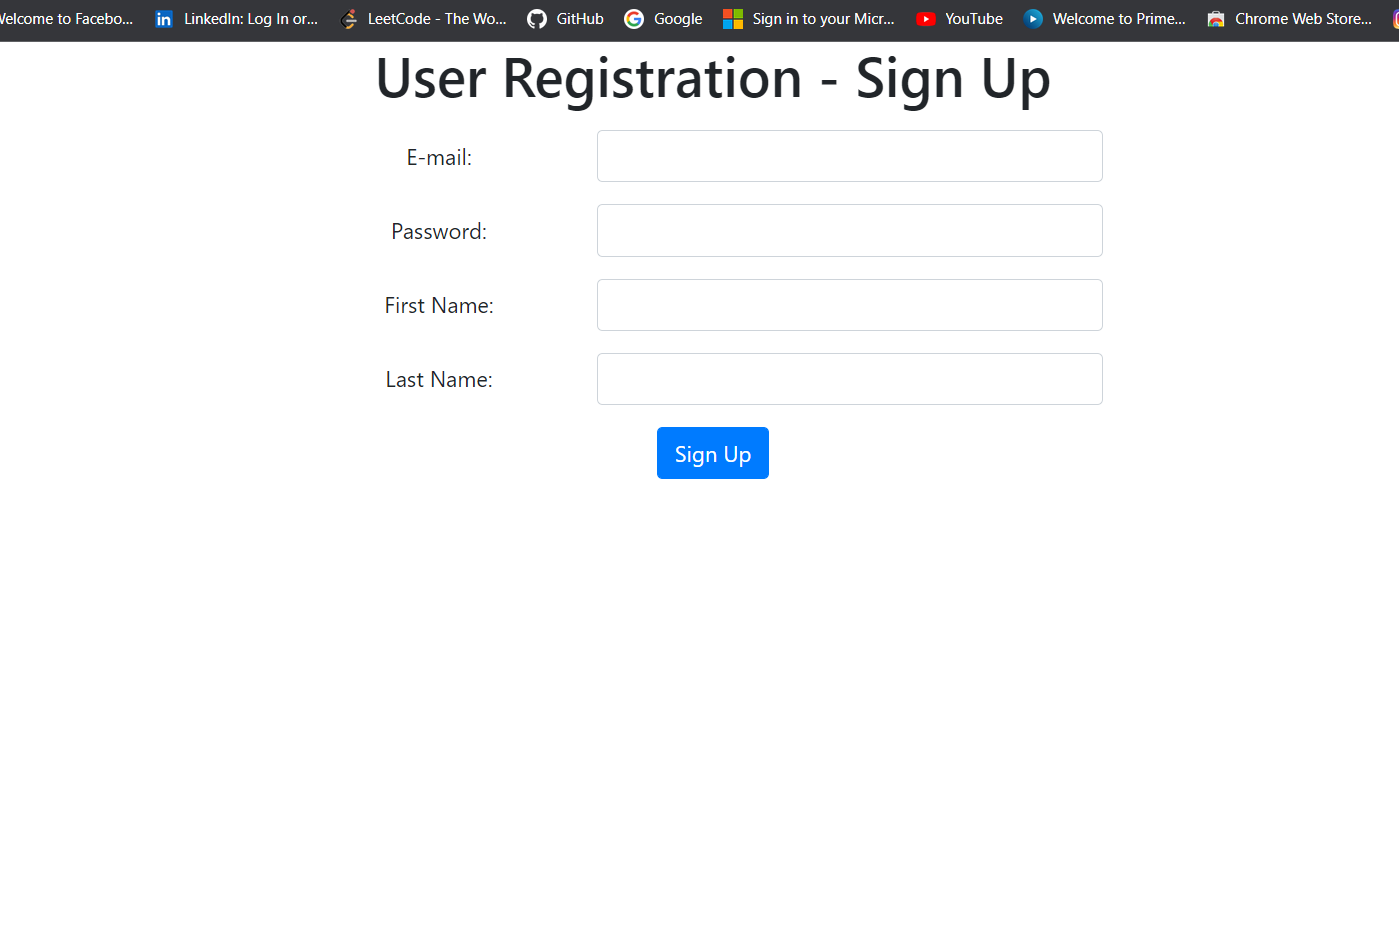 Welcome to Facebo... LinkedIn: Log In or... LeetCode - The Wo... GitHub Google Sign in to your Micr... YouTube Welcome to Prime... Chrome Web Store...
User Registration - Sign Up
E-mail:
Password:
First Name:
Last Name:
Sign Up